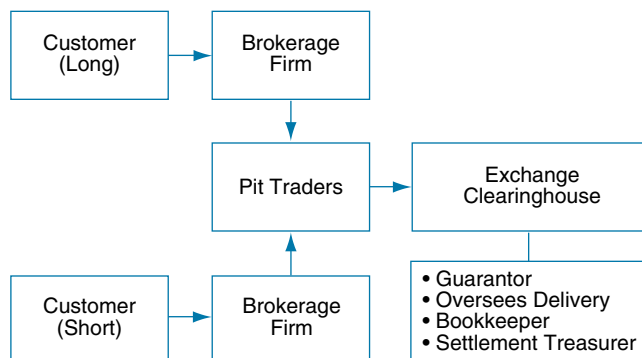 Customer
(Long)
Brokerage
Firm
Pit Traders
Exchange
Clearinghouse
Customer
(Short)
Brokerage
Firm
• Guarantor
• Oversees Delivery
• Bookkeeper
• Settlement Treasurer